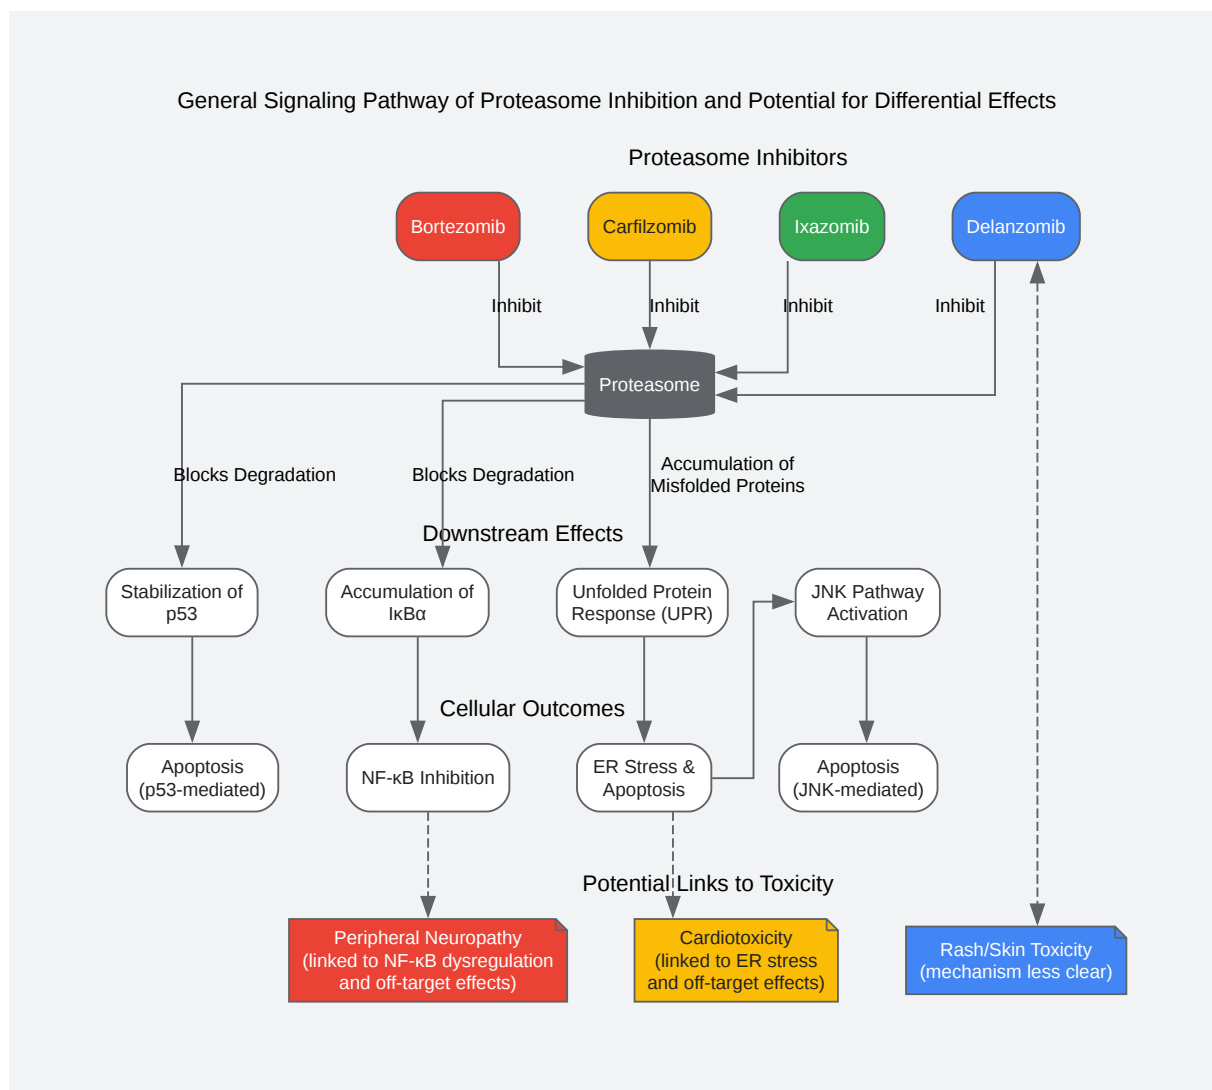 General Signaling Pathway of Proteasome Inhibition and Potential for Differential Effects
Proteasome Inhibitors
Bortezomib
Carfilzomib
Ixazomib
Delanzomib
Inhibit
Inhibit
Inhibit
Inhibit
Proteasome
Blocks Degradation
Blocks Degradation
Accumulation of
Misfolded Proteins
Downstream Effects
Stabilization of
p53
Accumulation of
IκBα
Unfolded Protein
Response (UPR)
JNK Pathway
Activation
Cellular Outcomes
Apoptosis
(p53-mediated)
NF-κB Inhibition
ER Stress &
Apoptosis
Apoptosis
(JNK-mediated)
Potential Links to Toxicity
Peripheral Neuropathy
(linked to NF-κB dysregulation
and off-target effects)
Cardiotoxicity
(linked to ER stress
and off-target effects)
Rash/Skin Toxicity
(mechanism less clear)